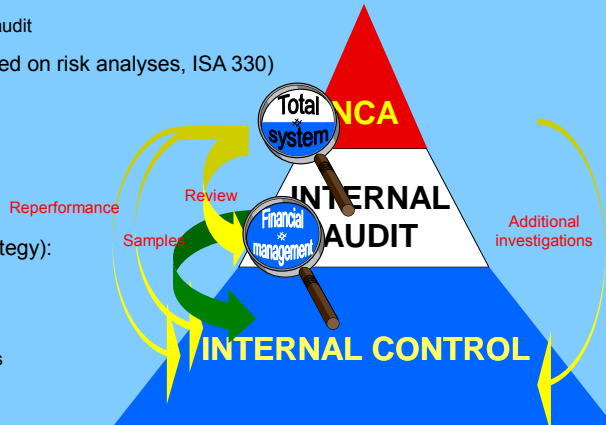 audit
ed on risk analyses, ISA 330)
Total
system
NCA
Review
INTERNAL
AUDIT
Reperformance
Samples
Financial
management
Additional
investigations
tegy):
INTERNAL CONTROL
s